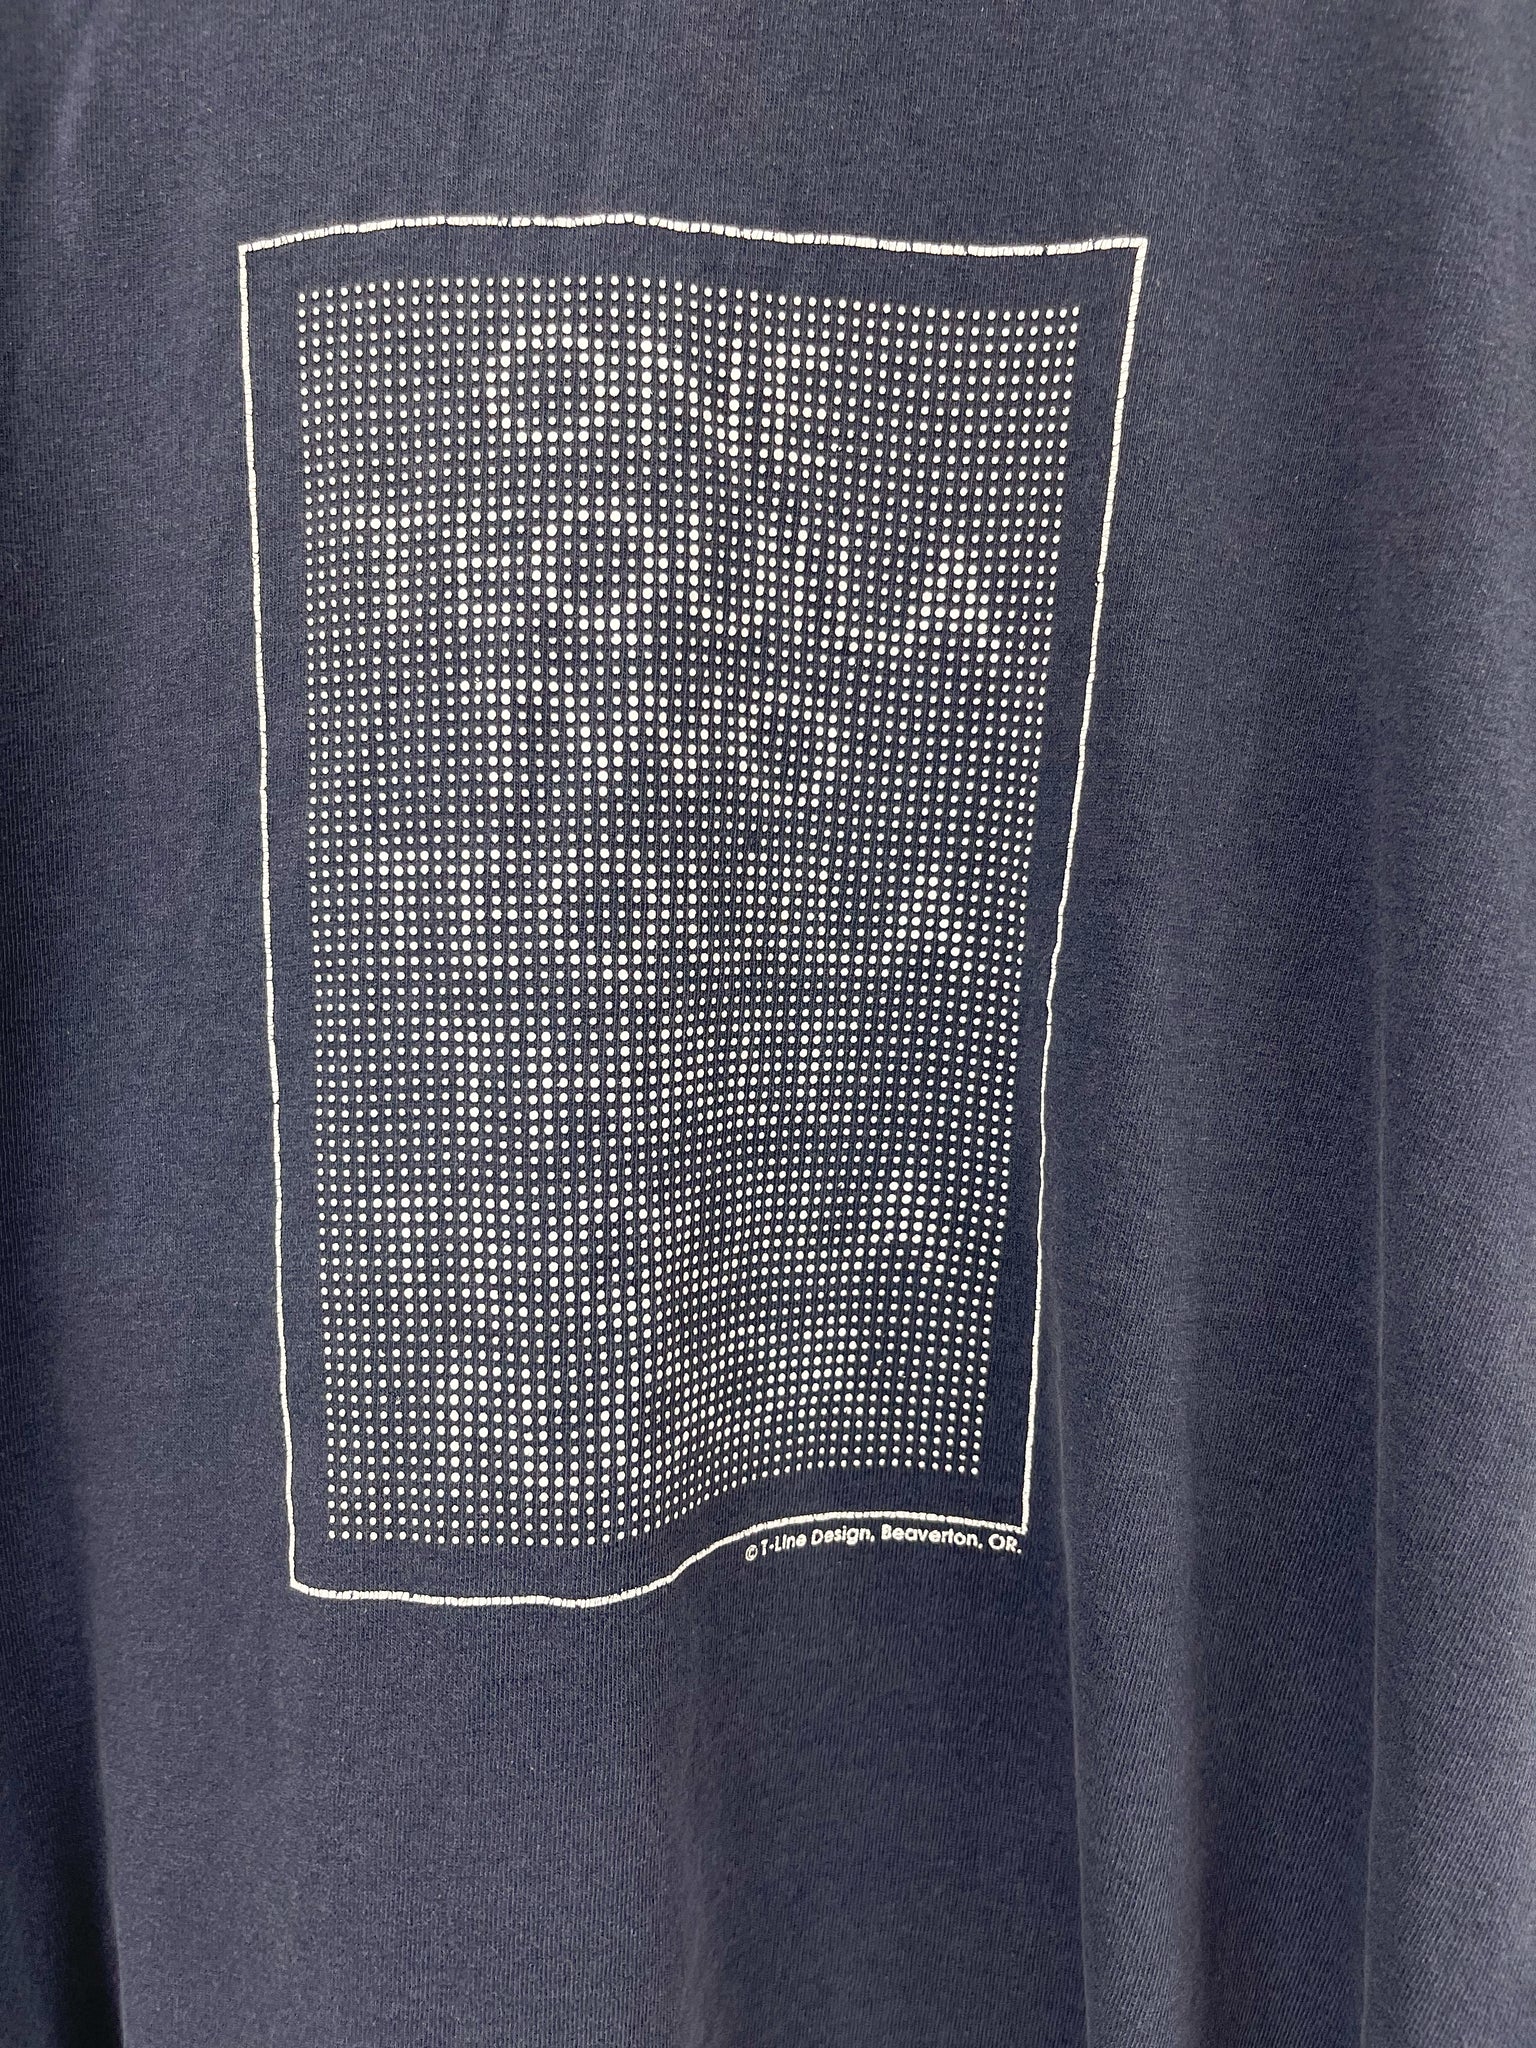 © T-Line Design, Beaverton, OR.